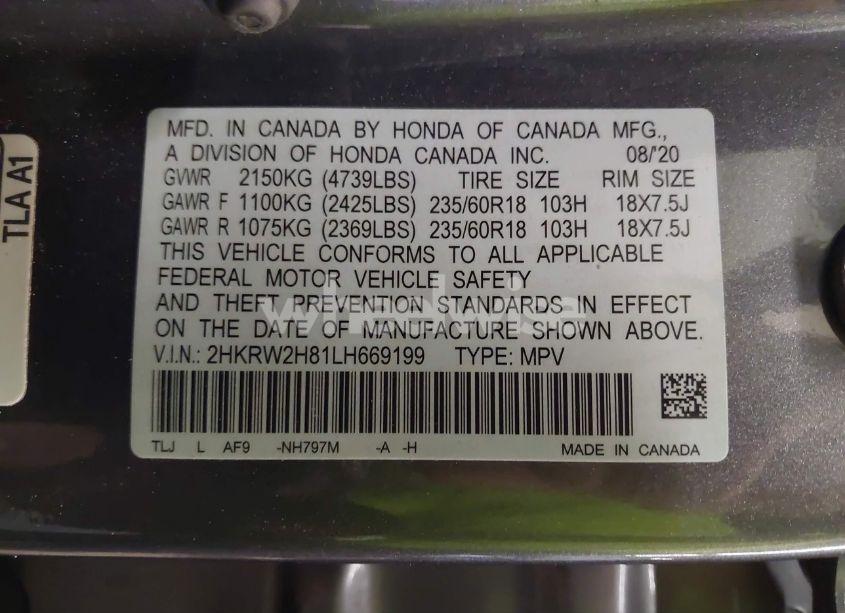 TLA A1
MFD. IN CANADA BY HONDA OF CANADA MFG.,
A DIVISION OF HONDA CANADA INC. 08/'20
GVWR 2150KG (4739LBS) TIRE SIZE RIM SIZE
GAWR F 1100KG (2425LBS) 235/60R18 103H 18X7.5J
GAWR R 1075KG (2369LBS) 235/60R18 103H 18X7.5J
THIS VEHICLE CONFORMS TO ALL APPLICABLE
FEDERAL MOTOR VEHICLE SAFETY
AND THEFT PREVENTION STANDARDS IN EFFECT
ON THE DATE OF MANUFACTURE SHOWN ABOVE.
V.I.N.: 2HKRW2H81LH669199 TYPE: MPV
TLJ L AF9 -NH797M -A -H MADE IN CANADA